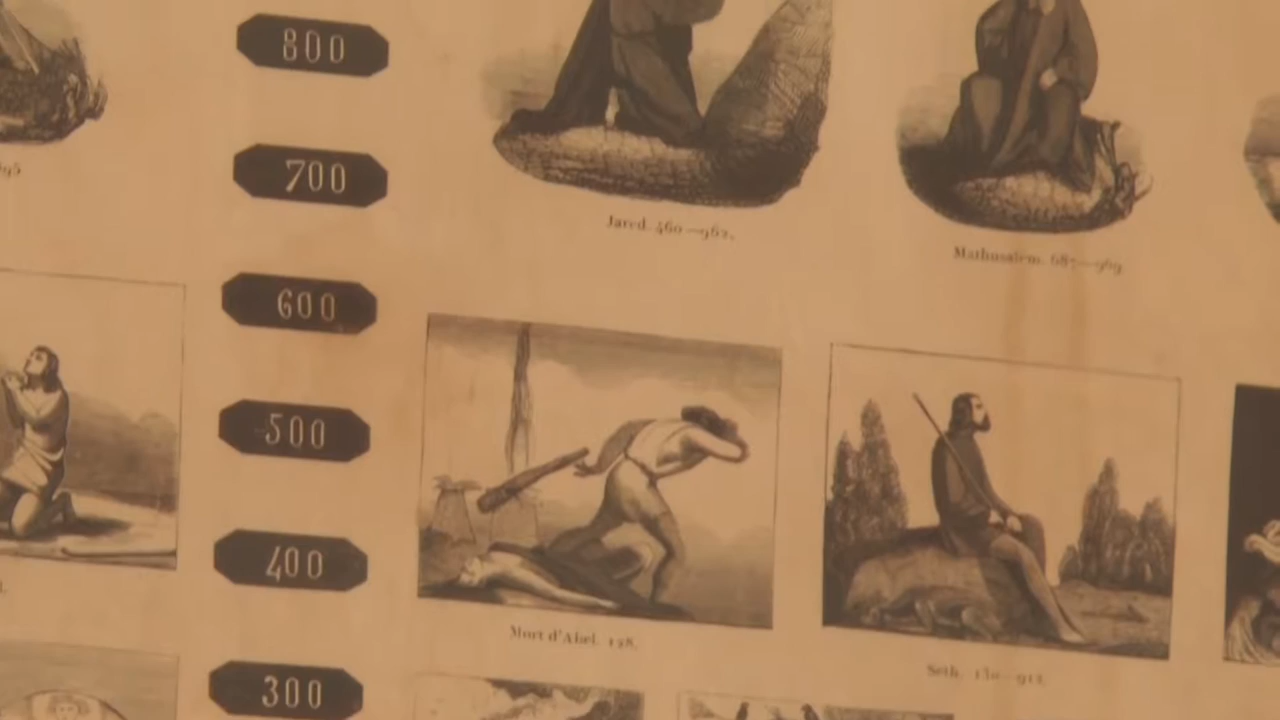 800
700
Jared. 460—962.
Mathusalem. 687—969
600
500
400
Mort d'Abel. 128.
Seth. 130—912.
300